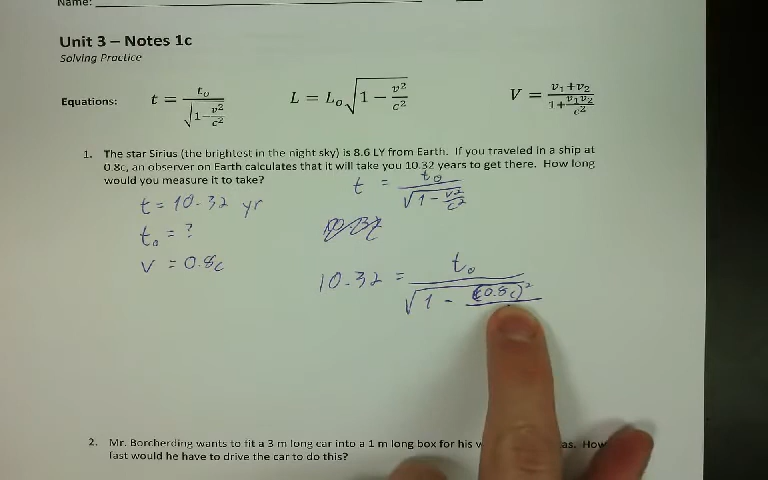 Name:
Unit 3 – Notes 1c
Solving Practice
Equations: t = t₀ / √(1 − v²/c²) L = L₀ √(1 − v²/c²) V = (v₁ + v₂) / (1 + v₁v₂/c²)
1. The star Sirius (the brightest in the night sky) is 8.6 LY from Earth. If you traveled in a ship at
0.8c, an observer on Earth calculates that it will take you 10.32 years to get there. How long
would you measure it to take?
t = t₀ / √(1 − v²/c²)
t = 10.32 yr
t₀ = ?
v = 0.8c
10.32 = t₀ / √(1 − (0.8c)²
2. Mr. Borcherding wants to fit a 3 m long car into a 1 m long box for his as. How
fast would he have to drive the car to do this?